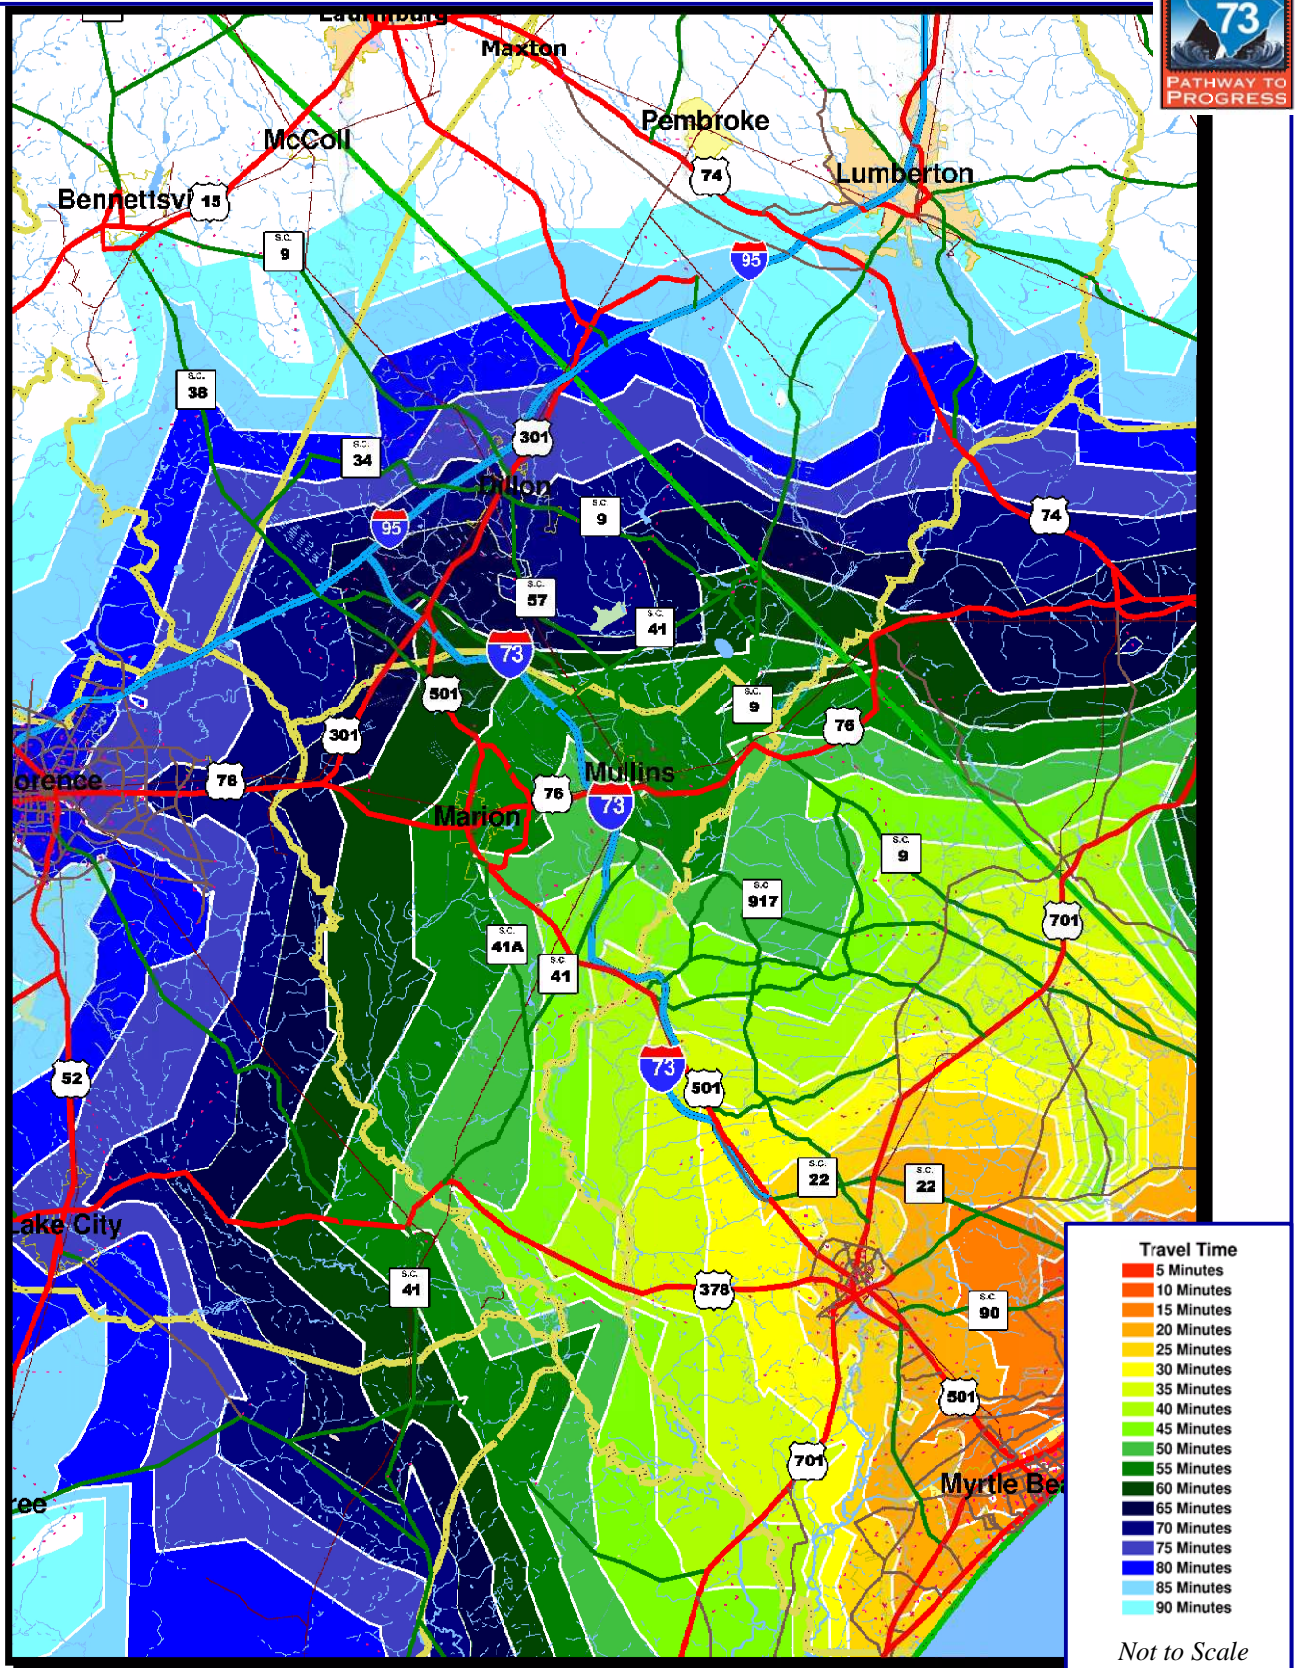 73
PATHWAY TO
PROGRESS
Laurinburg
Maxton
Pembroke
McColl
Lumberton
74
Bennettsvi
15
S.C.
9
95
S.C.
38
301
S.C.
34
Dillon
S.C.
9
74
95
S.C.
57
S.C.
41
73
501
S.C.
9
76
301
orence
76
Mullins
76
73
Marion
S.C.
9
S.C
917
701
S.C.
41A
S.C.
41
73
52
501
S.C.
22
S.C.
22
Lake City
S.C.
41
378
S.C.
90
501
701
Myrtle Bea
ree
Travel Time
5 Minutes
10 Minutes
15 Minutes
20 Minutes
25 Minutes
30 Minutes
35 Minutes
40 Minutes
45 Minutes
50 Minutes
55 Minutes
60 Minutes
65 Minutes
70 Minutes
75 Minutes
80 Minutes
85 Minutes
90 Minutes
Not to Scale